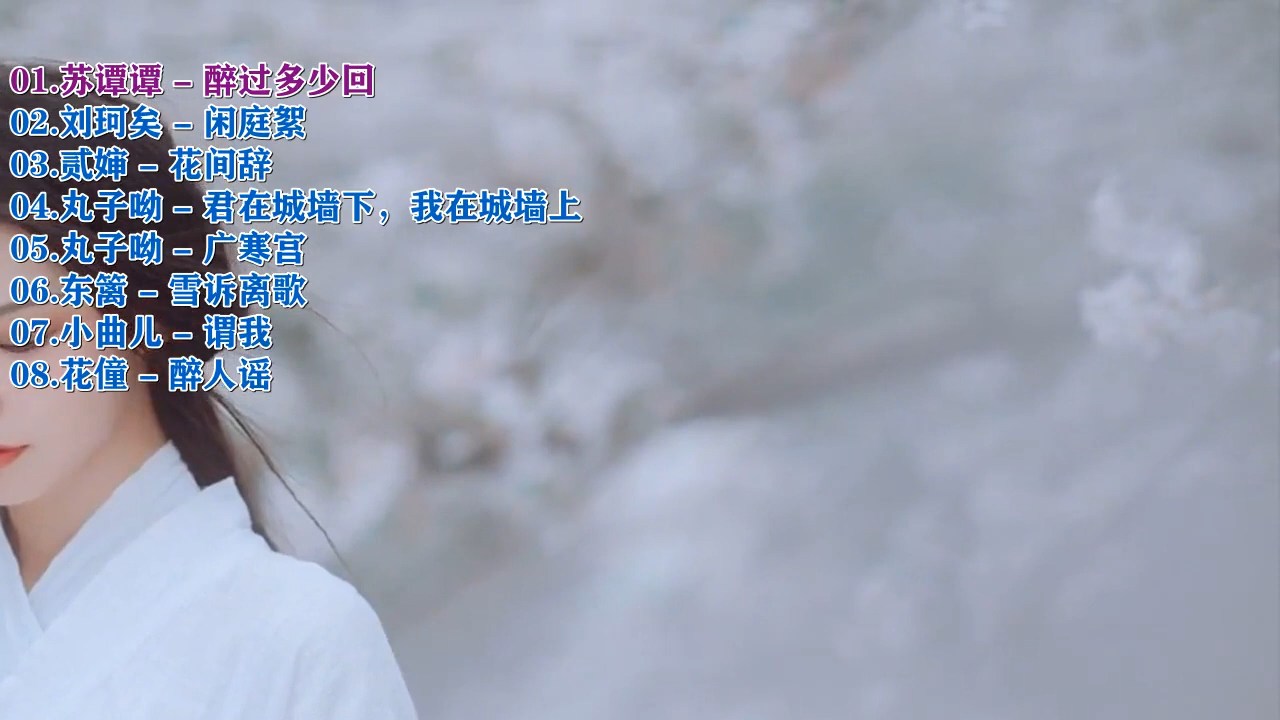 01.苏谭谭 – 醉过多少回
02.刘珂矣 – 闲庭絮
03.贰婶 – 花间辞
04.丸子呦 – 君在城墙下，我在城墙上
05.丸子呦 – 广寒宫
06.东篱 – 雪诉离歌
07.小曲儿 – 谓我
08.花僮 – 醉人谣